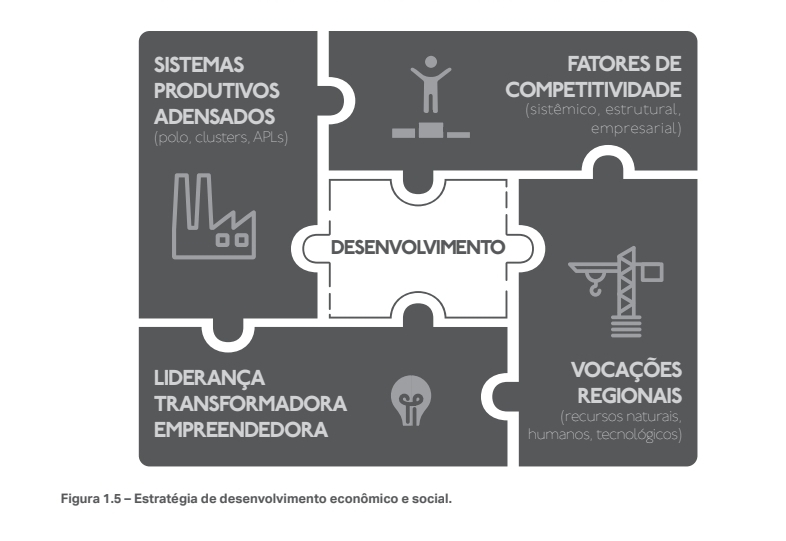 SISTEMAS
PRODUTIVOS
ADENSADOS
(polo, clusters, APLs)
FATORES DE
COMPETITIVIDADE
(sistêmico, estrutural,
empresarial)
DESENVOLVIMENTO
LIDERANÇA
TRANSFORMADORA
EMPREENDEDORA
VOCAÇÕES
REGIONAIS
(recursos naturais,
humanos, tecnológicos)
Figura 1.5 – Estratégia de desenvolvimento econômico e social.